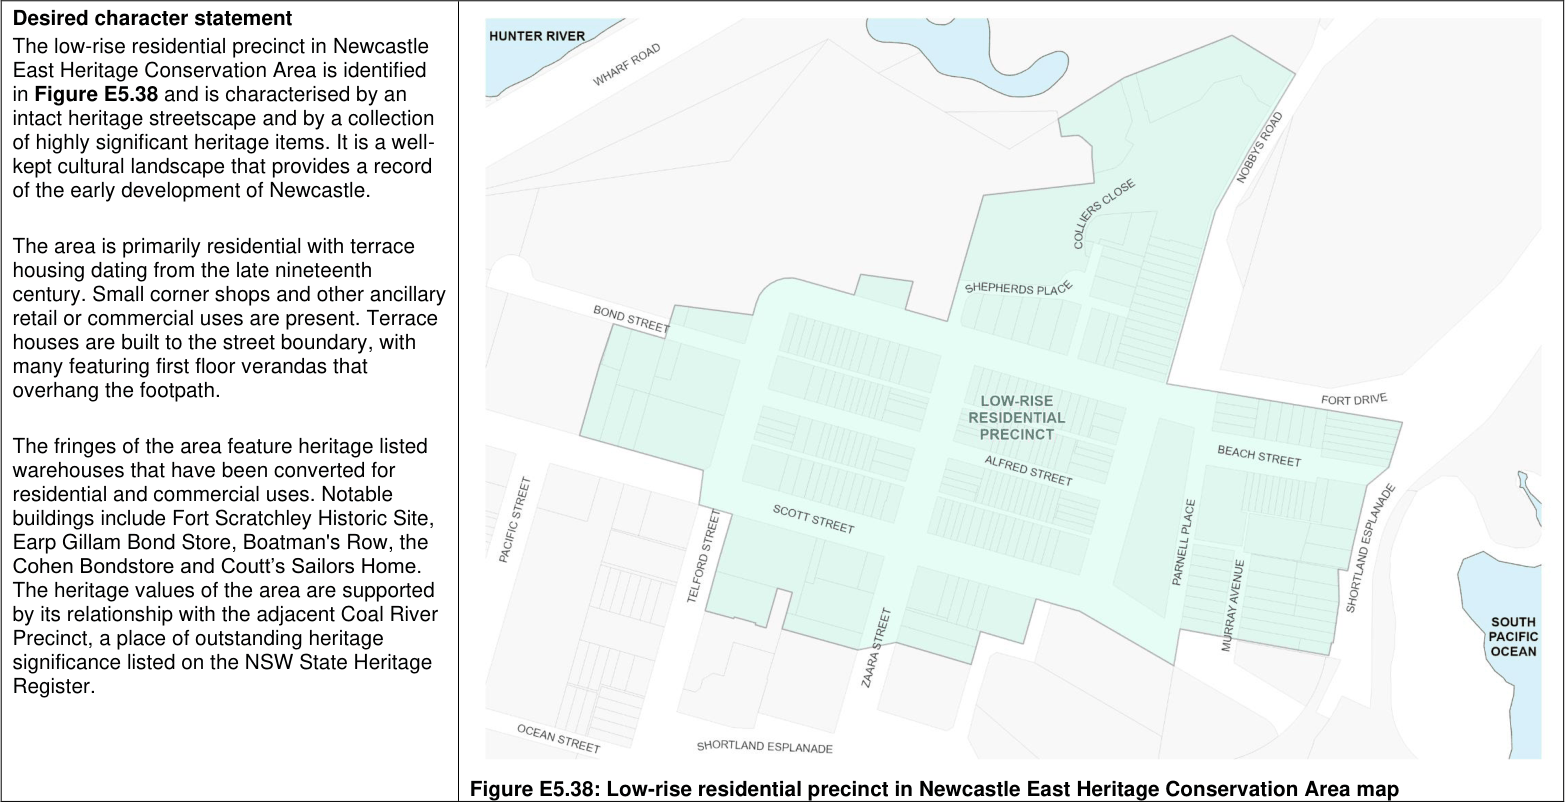 Desired character statement
The low-rise residential precinct in Newcastle
East Heritage Conservation Area is identified
in Figure E5.38 and is characterised by an
intact heritage streetscape and by a collection
of highly significant heritage items. It is a well-
kept cultural landscape that provides a record
of the early development of Newcastle.
The area is primarily residential with terrace
housing dating from the late nineteenth
century. Small corner shops and other ancillary
retail or commercial uses are present. Terrace
houses are built to the street boundary, with
many featuring first floor verandas that
overhang the footpath.
The fringes of the area feature heritage listed
warehouses that have been converted for
residential and commercial uses. Notable
buildings include Fort Scratchley Historic Site,
Earp Gillam Bond Store, Boatman's Row, the
Cohen Bondstore and Coutt’s Sailors Home.
The heritage values of the area are supported
by its relationship with the adjacent Coal River
Precinct, a place of outstanding heritage
significance listed on the NSW State Heritage
Register.
HUNTER RIVER
WHARF ROAD
NOBBYS ROAD
COLLIERS CLOSE
SHEPHERDS PLACE
BOND STREET
LOW-RISE
RESIDENTIAL
PRECINCT
FORT DRIVE
BEACH STREET
ALFRED STREET
SCOTT STREET
PACIFIC STREET
TELFORD STREET
PARNELL PLACE
SHORTLAND ESPLANADE
MURRAY AVENUE
ZAARA STREET
SOUTH
PACIFIC
OCEAN
OCEAN STREET
SHORTLAND ESPLANADE
Figure E5.38: Low-rise residential precinct in Newcastle East Heritage Conservation Area map